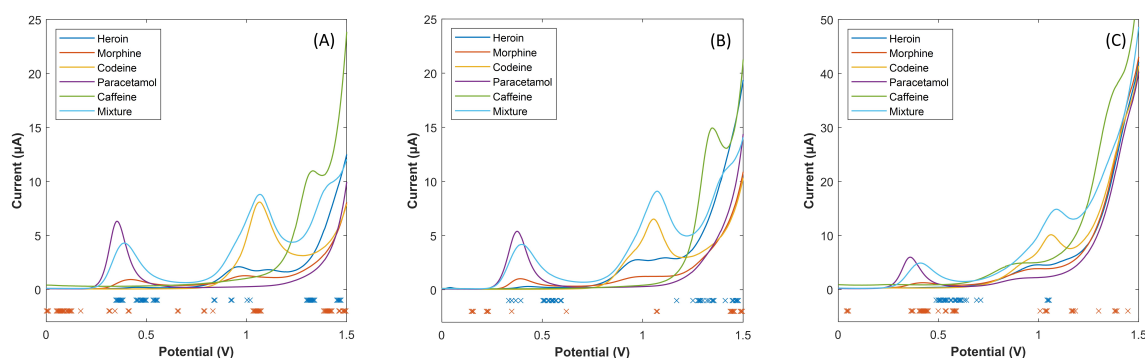 (A)
Heroin
Morphine
Codeine
Paracetamol
Caffeine
Mixture
25
20
15
10
5
0
Current (µA)
0
0.5
1
1.5
Potential (V)
(B)
Heroin
Morphine
Codeine
Paracetamol
Caffeine
Mixture
25
20
15
10
5
0
Current (µA)
0
0.5
1
1.5
Potential (V)
(C)
Heroin
Morphine
Codeine
Paracetamol
Caffeine
Mixture
50
40
30
20
10
0
Current (µA)
0
0.5
1
1.5
Potential (V)